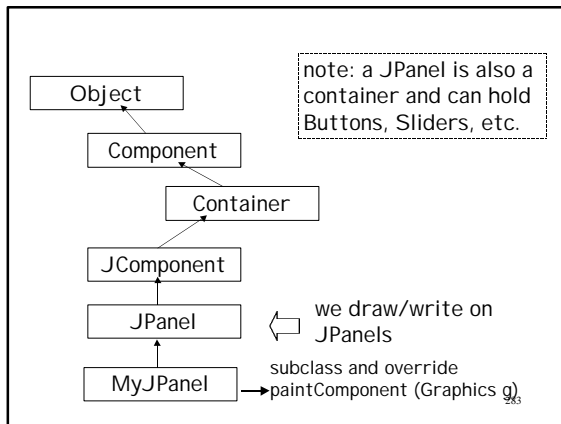 Object
note: a JPanel is also a
container and can hold
Buttons, Sliders, etc.
Component
Container
JComponent
JPanel
we draw/write on
JPanels
MyJPanel
subclass and override
paintComponent (Graphics g)
283